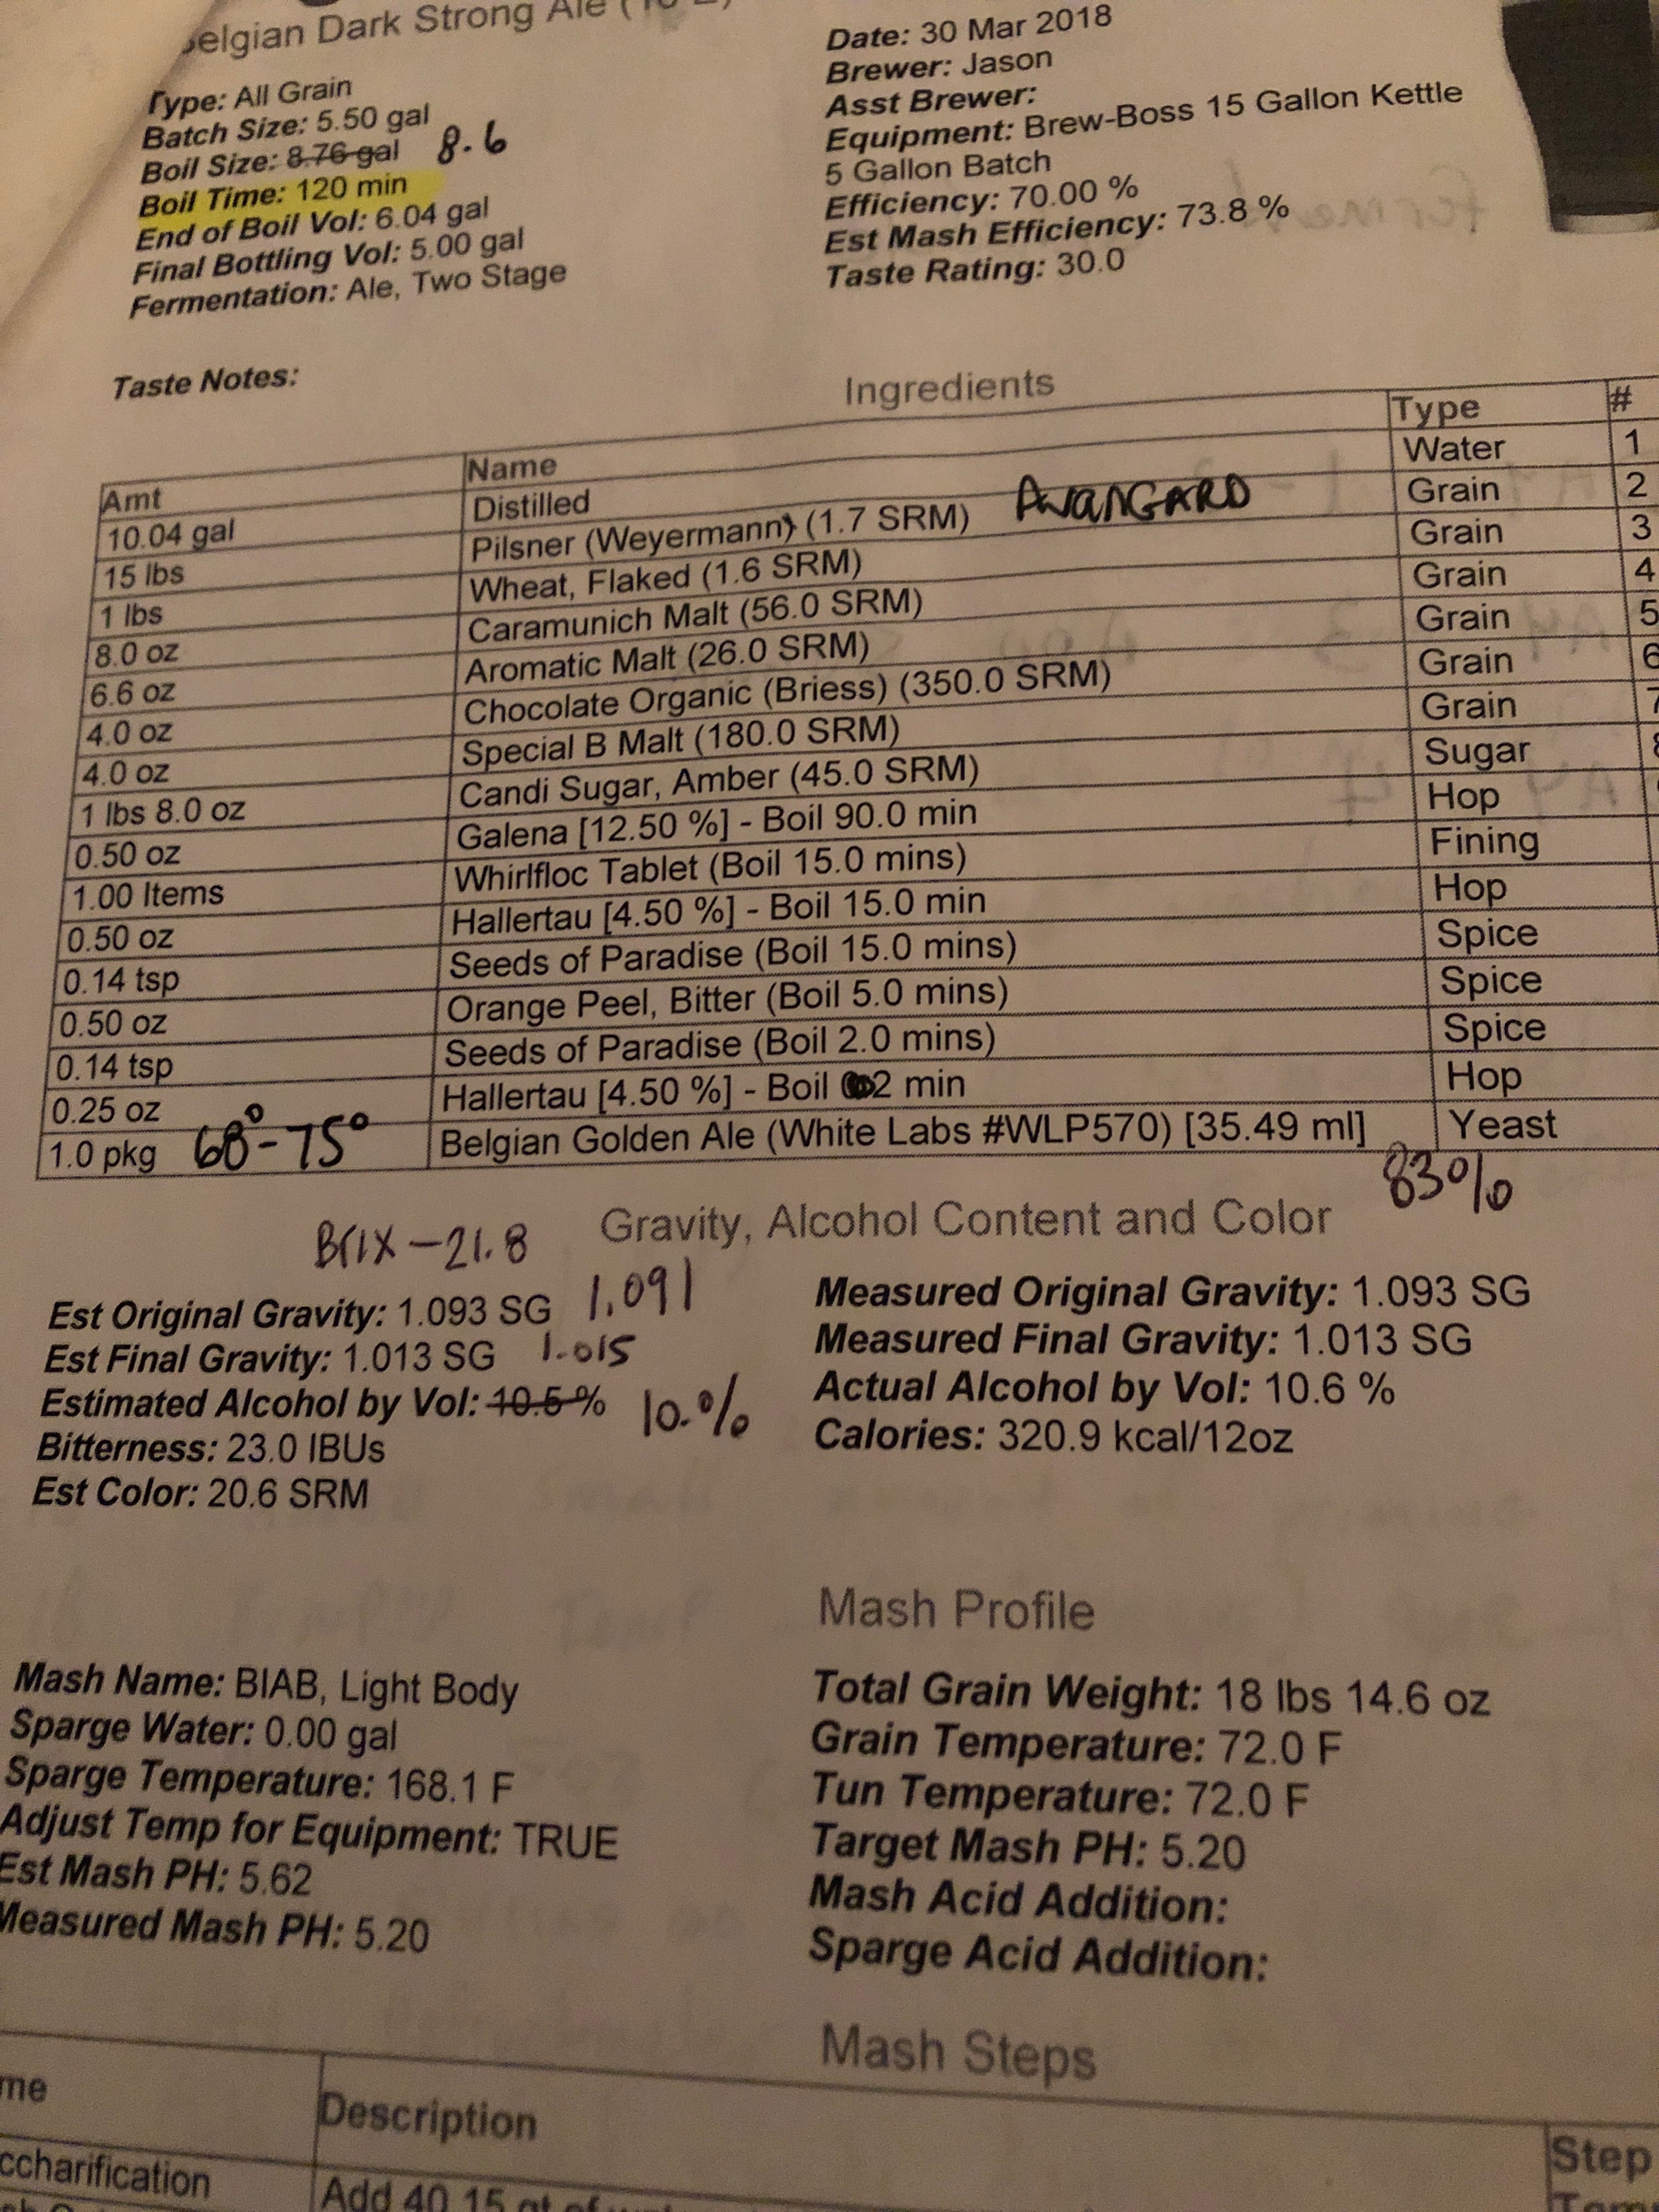 Belgian Dark Strong Ale
Type: All Grain
Batch Size: 5.50 gal
Boil Size: 8.76 gal 8.6
Boil Time: 120 min
End of Boil Vol: 6.04 gal
Final Bottling Vol: 5.00 gal
Fermentation: Ale, Two Stage
Date: 30 Mar 2018
Brewer: Jason
Asst Brewer:
Equipment: Brew-Boss 15 Gallon Kettle
5 Gallon Batch
Efficiency: 70.00 %
Est Mash Efficiency: 73.8 %
Taste Rating: 30.0
Taste Notes:
Ingredients
Amt Name Type #
10.04 gal Distilled Water 1
15 lbs Pilsner (Weyermann) (1.7 SRM) AVANGARD Grain 2
1 lbs Wheat, Flaked (1.6 SRM) Grain 3
8.0 oz Caramunich Malt (56.0 SRM) Grain 4
6.6 oz Aromatic Malt (26.0 SRM) Grain 5
4.0 oz Chocolate Organic (Briess) (350.0 SRM) Grain 6
4.0 oz Special B Malt (180.0 SRM) Grain 7
1 lbs 8.0 oz Candi Sugar, Amber (45.0 SRM) Sugar 8
0.50 oz Galena [12.50 %] - Boil 90.0 min Hop
1.00 Items Whirlfloc Tablet (Boil 15.0 mins) Fining
0.50 oz Hallertau [4.50 %] - Boil 15.0 min Hop
0.14 tsp Seeds of Paradise (Boil 15.0 mins) Spice
0.50 oz Orange Peel, Bitter (Boil 5.0 mins) Spice
0.14 tsp Seeds of Paradise (Boil 2.0 mins) Spice
0.25 oz Hallertau [4.50 %] - Boil 2 min Hop
1.0 pkg 68°-75° Belgian Golden Ale (White Labs #WLP570) [35.49 ml] Yeast
83%
Brix - 21.8
Gravity, Alcohol Content and Color
Est Original Gravity: 1.093 SG 1.091
Est Final Gravity: 1.013 SG 1.015
Estimated Alcohol by Vol: 10.5 % 10.%
Bitterness: 23.0 IBUs
Est Color: 20.6 SRM
Measured Original Gravity: 1.093 SG
Measured Final Gravity: 1.013 SG
Actual Alcohol by Vol: 10.6 %
Calories: 320.9 kcal/12oz
Mash Profile
Mash Name: BIAB, Light Body
Sparge Water: 0.00 gal
Sparge Temperature: 168.1 F
Adjust Temp for Equipment: TRUE
Est Mash PH: 5.62
Measured Mash PH: 5.20
Total Grain Weight: 18 lbs 14.6 oz
Grain Temperature: 72.0 F
Tun Temperature: 72.0 F
Target Mash PH: 5.20
Mash Acid Addition:
Sparge Acid Addition:
Mash Steps
me Description Step
ccharification Add 40.15 qt of